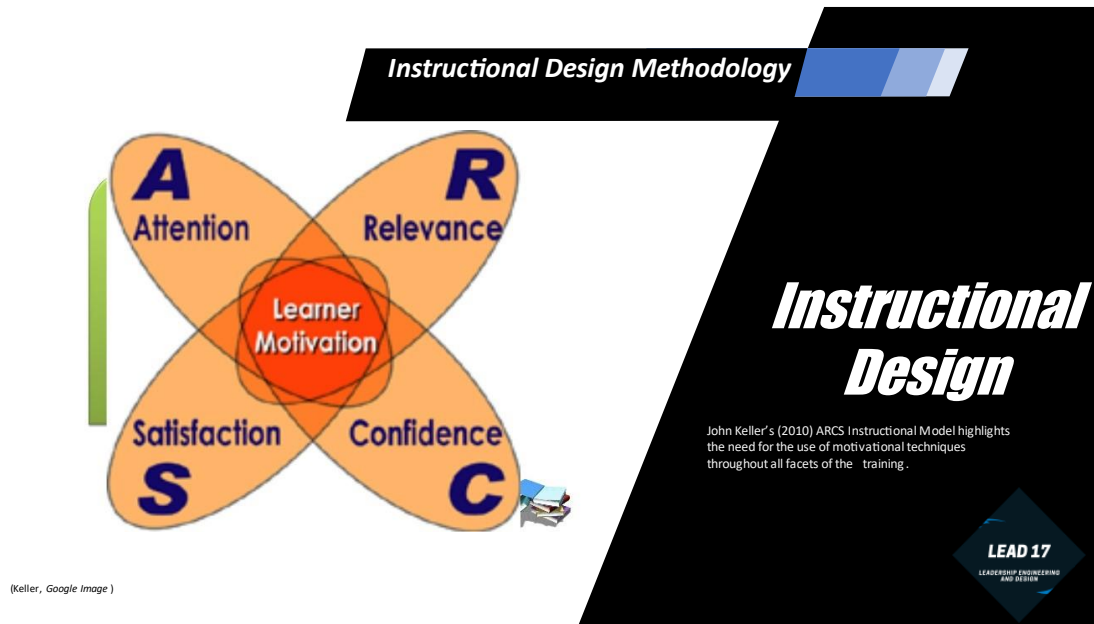 Instructional Design Methodology
A
Attention
R
Relevance
Learner
Motivation
Satisfaction
S
Confidence
C
Instructional
Design
John Keller's (2010) ARCS Instructional Model highlights
the need for the use of motivational techniques
throughout all facets of the training.
LEAD 17
LEADERSHIP ENGINEERING
AND DESIGN
(Keller, Google Image )